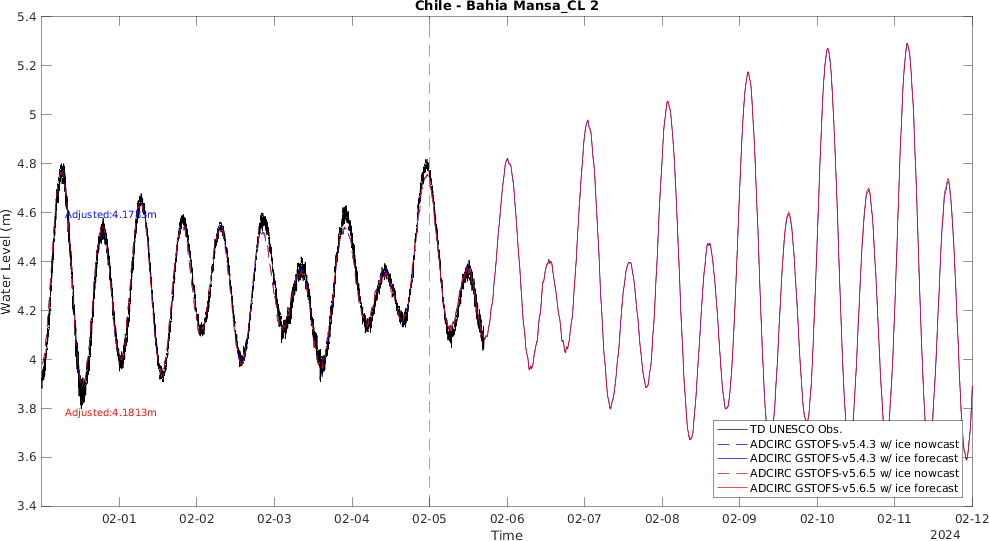 Chile - Bahia Mansa_CL 2
5.4
5.2
5
4.8
4.6
4.4
4.2
4
3.8
3.6
3.4
Water Level (m)
Adjusted:4.1783m
Adjusted:4.1813m
TD UNESCO Obs.
ADCIRC GSTOFS-v5.4.3 w/ ice nowcast
ADCIRC GSTOFS-v5.4.3 w/ ice forecast
ADCIRC GSTOFS-v5.6.5 w/ ice nowcast
ADCIRC GSTOFS-v5.6.5 w/ ice forecast
02-01 02-02 02-03 02-04 02-05 02-06 02-07 02-08 02-09 02-10 02-11 02-12
Time
2024